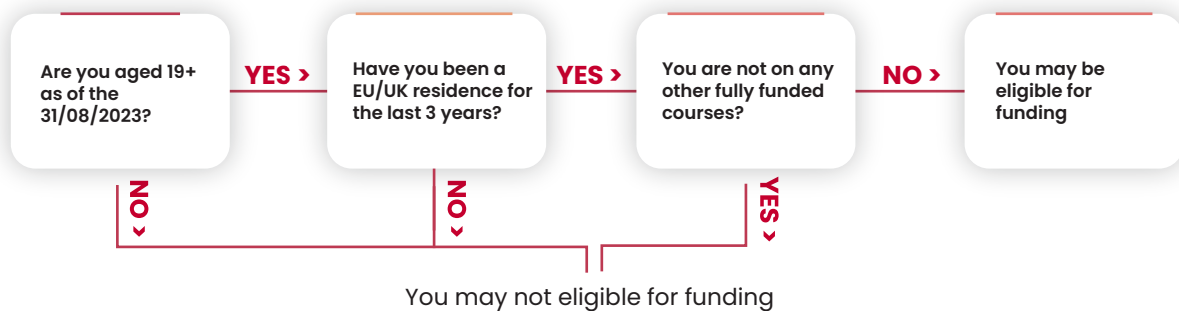 Are you aged 19+
as of the
31/08/2023?
YES >
Have you been a
EU/UK residence for
the last 3 years?
YES >
You are not on any
other fully funded
courses?
NO >
You may be
eligible for
funding
NO >
NO >
YES >
You may not eligible for funding